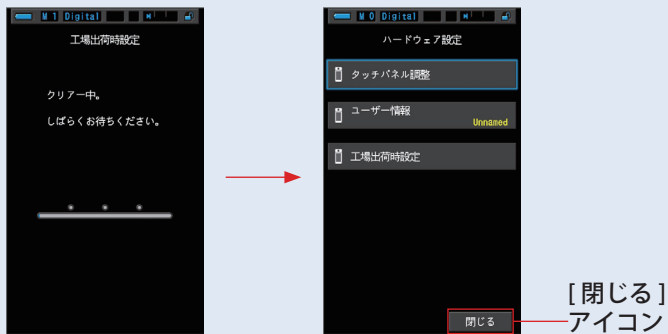 M 1 Digital
工場出荷時設定
クリアー中。
しばらくお待ちください。
M 0 Digital
ハードウェア設定
タッチパネル調整
ユーザー情報
Unnamed
工場出荷時設定
閉じる
[ 閉じる ]
アイコン